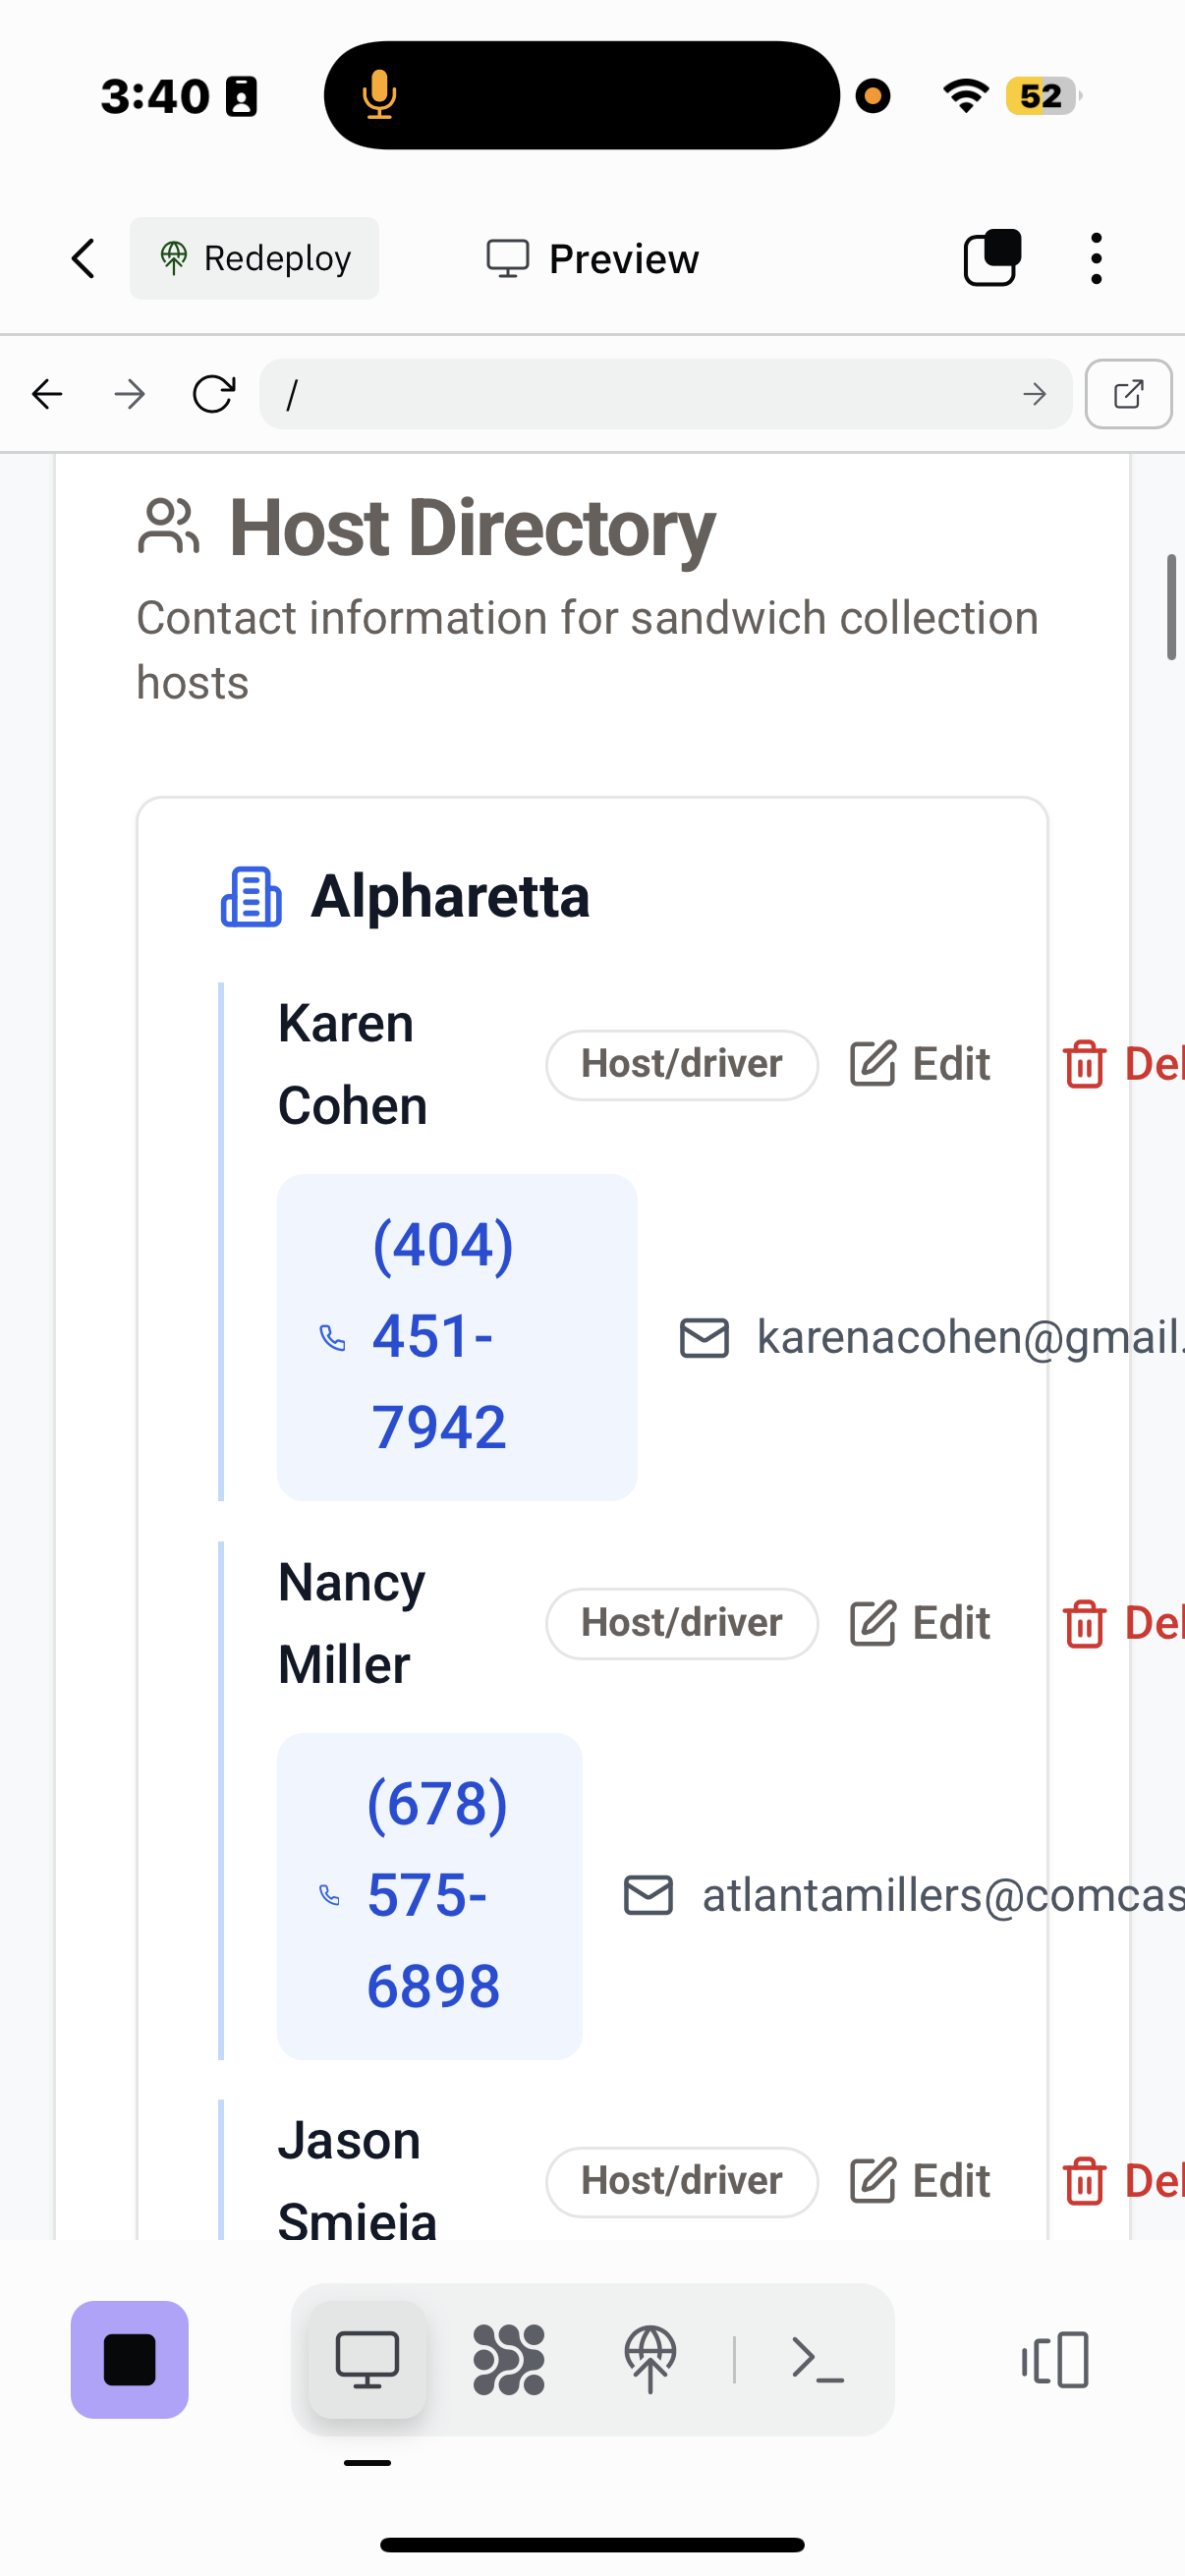 3:40
52
Redeploy
Preview
/
Host Directory
Contact information for sandwich collection
hosts
Alpharetta
Karen
Cohen
Host/driver
Edit
Del
(404)
451-
7942
karenacohen@gmail.
Nancy
Miller
Host/driver
Edit
Del
(678)
575-
6898
atlantamillers@comcas
Jason
Smieia
Host/driver
Edit
Del